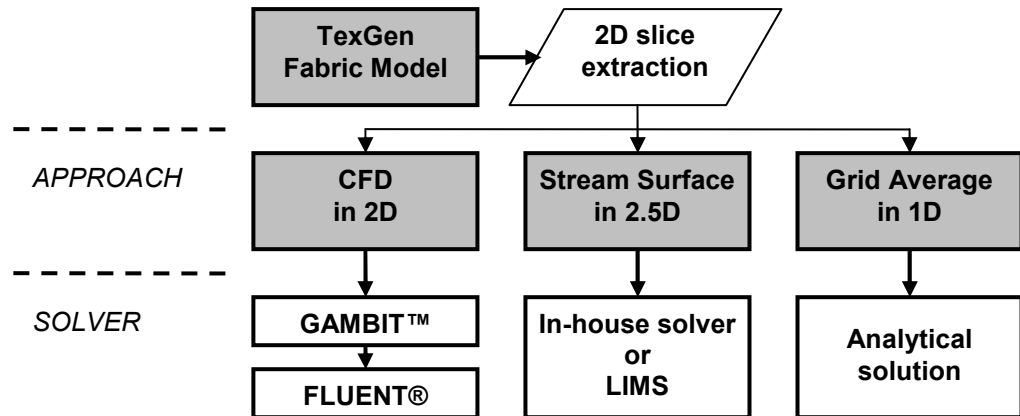 TexGen
Fabric Model
2D slice
extraction
APPROACH
CFD
in 2D
Stream Surface
in 2.5D
Grid Average
in 1D
SOLVER
GAMBIT™
FLUENT®
In-house solver
or
LIMS
Analytical
solution